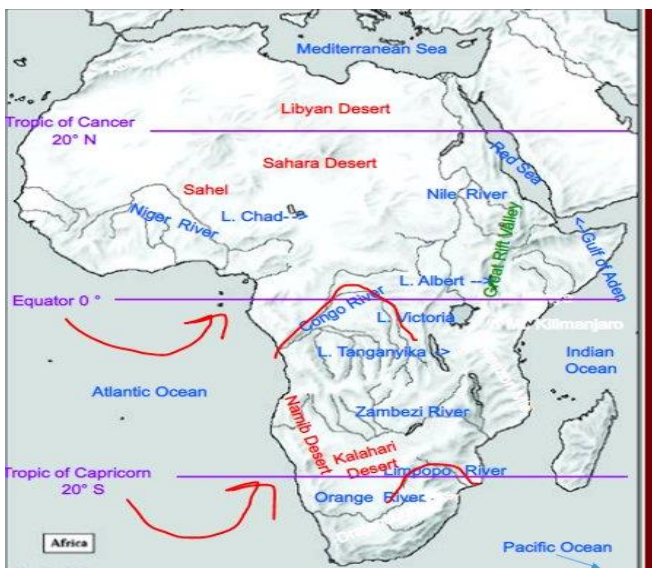 Mediterranean Sea
Libyan Desert
Tropic of Cancer
20° N
Sahara Desert
Red Sea
Sahel
Nile River
Niger River
L. Chad-->
Great Rift Valley
<-Gulf of Aden
L. Albert -->
Equator 0 °
Congo River
L. Victoria
Mt. Kilimanjaro
L. Tanganyika ->
Indian
Ocean
Atlantic Ocean
Namib Desert
Zambezi River
Kalahari
Desert
Tropic of Capricorn
20° S
Limpopo River
Orange River
Africa
Pacific Ocean